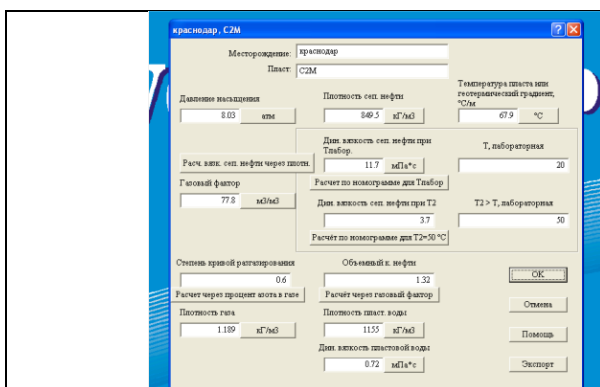 краснодар, С2М
Месторождение: краснодар
Пласт: С2М
Давление насыщения
8.03 атм
Плотность сеп. нефти
849.5 кГ/м3
Температура пласта или
геотермический градиент,
°С/м
67.9 °С
Расч. вязк. сеп. нефти через плотн.
Дин. вязкость сеп. нефти при
Тлабор.
11.7 мПа*с
Расчет по номограмме для Тлабор
Т, лабораторная
20
Газовый фактор
77.8 м3/м3
Дин. вязкость сеп. нефти при Т2
3.7
Расчёт по номограмме для Т2=50 °С
Т2 > Т, лабораторная
50
Степень кривой разгазирования
0.6
Расчет через процент азота в газе
Объемный к. нефти
1.32
Расчёт через газовый фактор
Плотность газа
1.189 кГ/м3
Плотность пласт. воды
1155 кГ/м3
Дин. вязкость пластовой воды
0.72 мПа*с
ОК
Отмена
Помощь
Экспорт